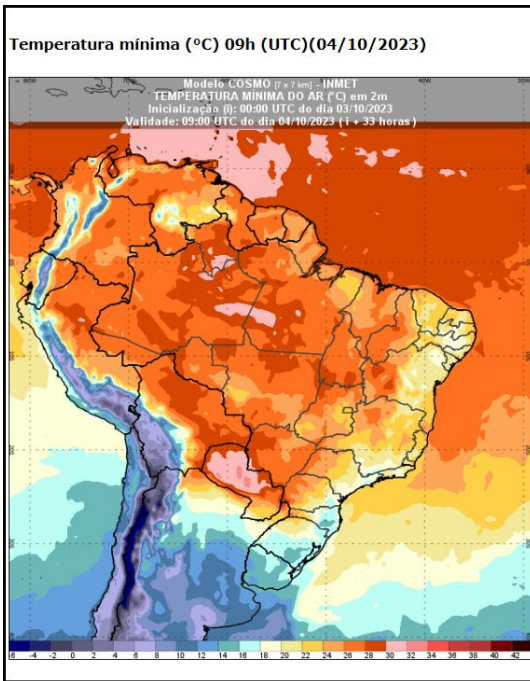 Temperatura mínima (°C) 09h (UTC)(04/10/2023)
Modelo COSMO [7 x 7 km] - INMET
TEMPERATURA MINIMA DO AR (°C) em 2m
Inicialização (i): 00:00 UTC do dia 03/10/2023
Validade: 09:00 UTC do dia 04/10/2023 ( i + 33 horas )
-6 -4 -2 0 2 4 6 8 10 12 14 16 18 20 22 24 26 28 30 32 34 36 38 40 42